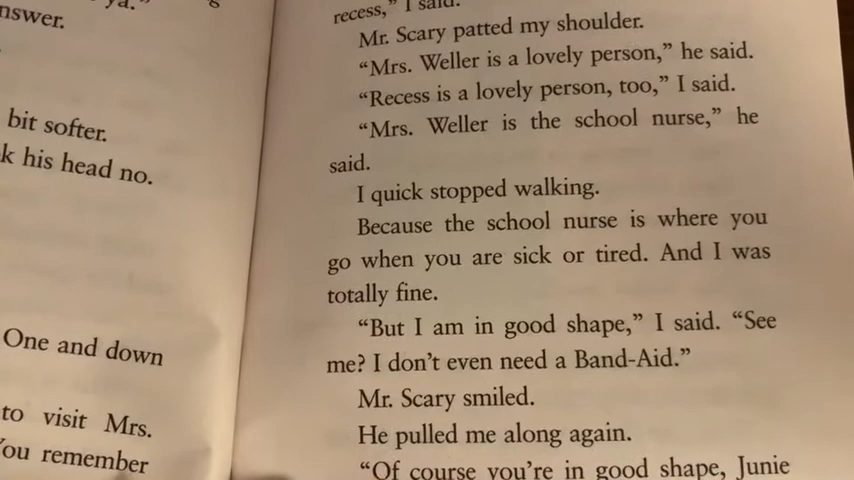 ya."
nswer.
bit softer.
k his head no.
One and down
to visit Mrs.
You remember
recess," I said.
Mr. Scary patted my shoulder.
"Mrs. Weller is a lovely person," he said.
"Recess is a lovely person, too," I said.
"Mrs. Weller is the school nurse," he
said.
I quick stopped walking.
Because the school nurse is where you
go when you are sick or tired. And I was
totally fine.
"But I am in good shape," I said. "See
me? I don't even need a Band-Aid."
Mr. Scary smiled.
He pulled me along again.
"Of course you're in good shape, Junie